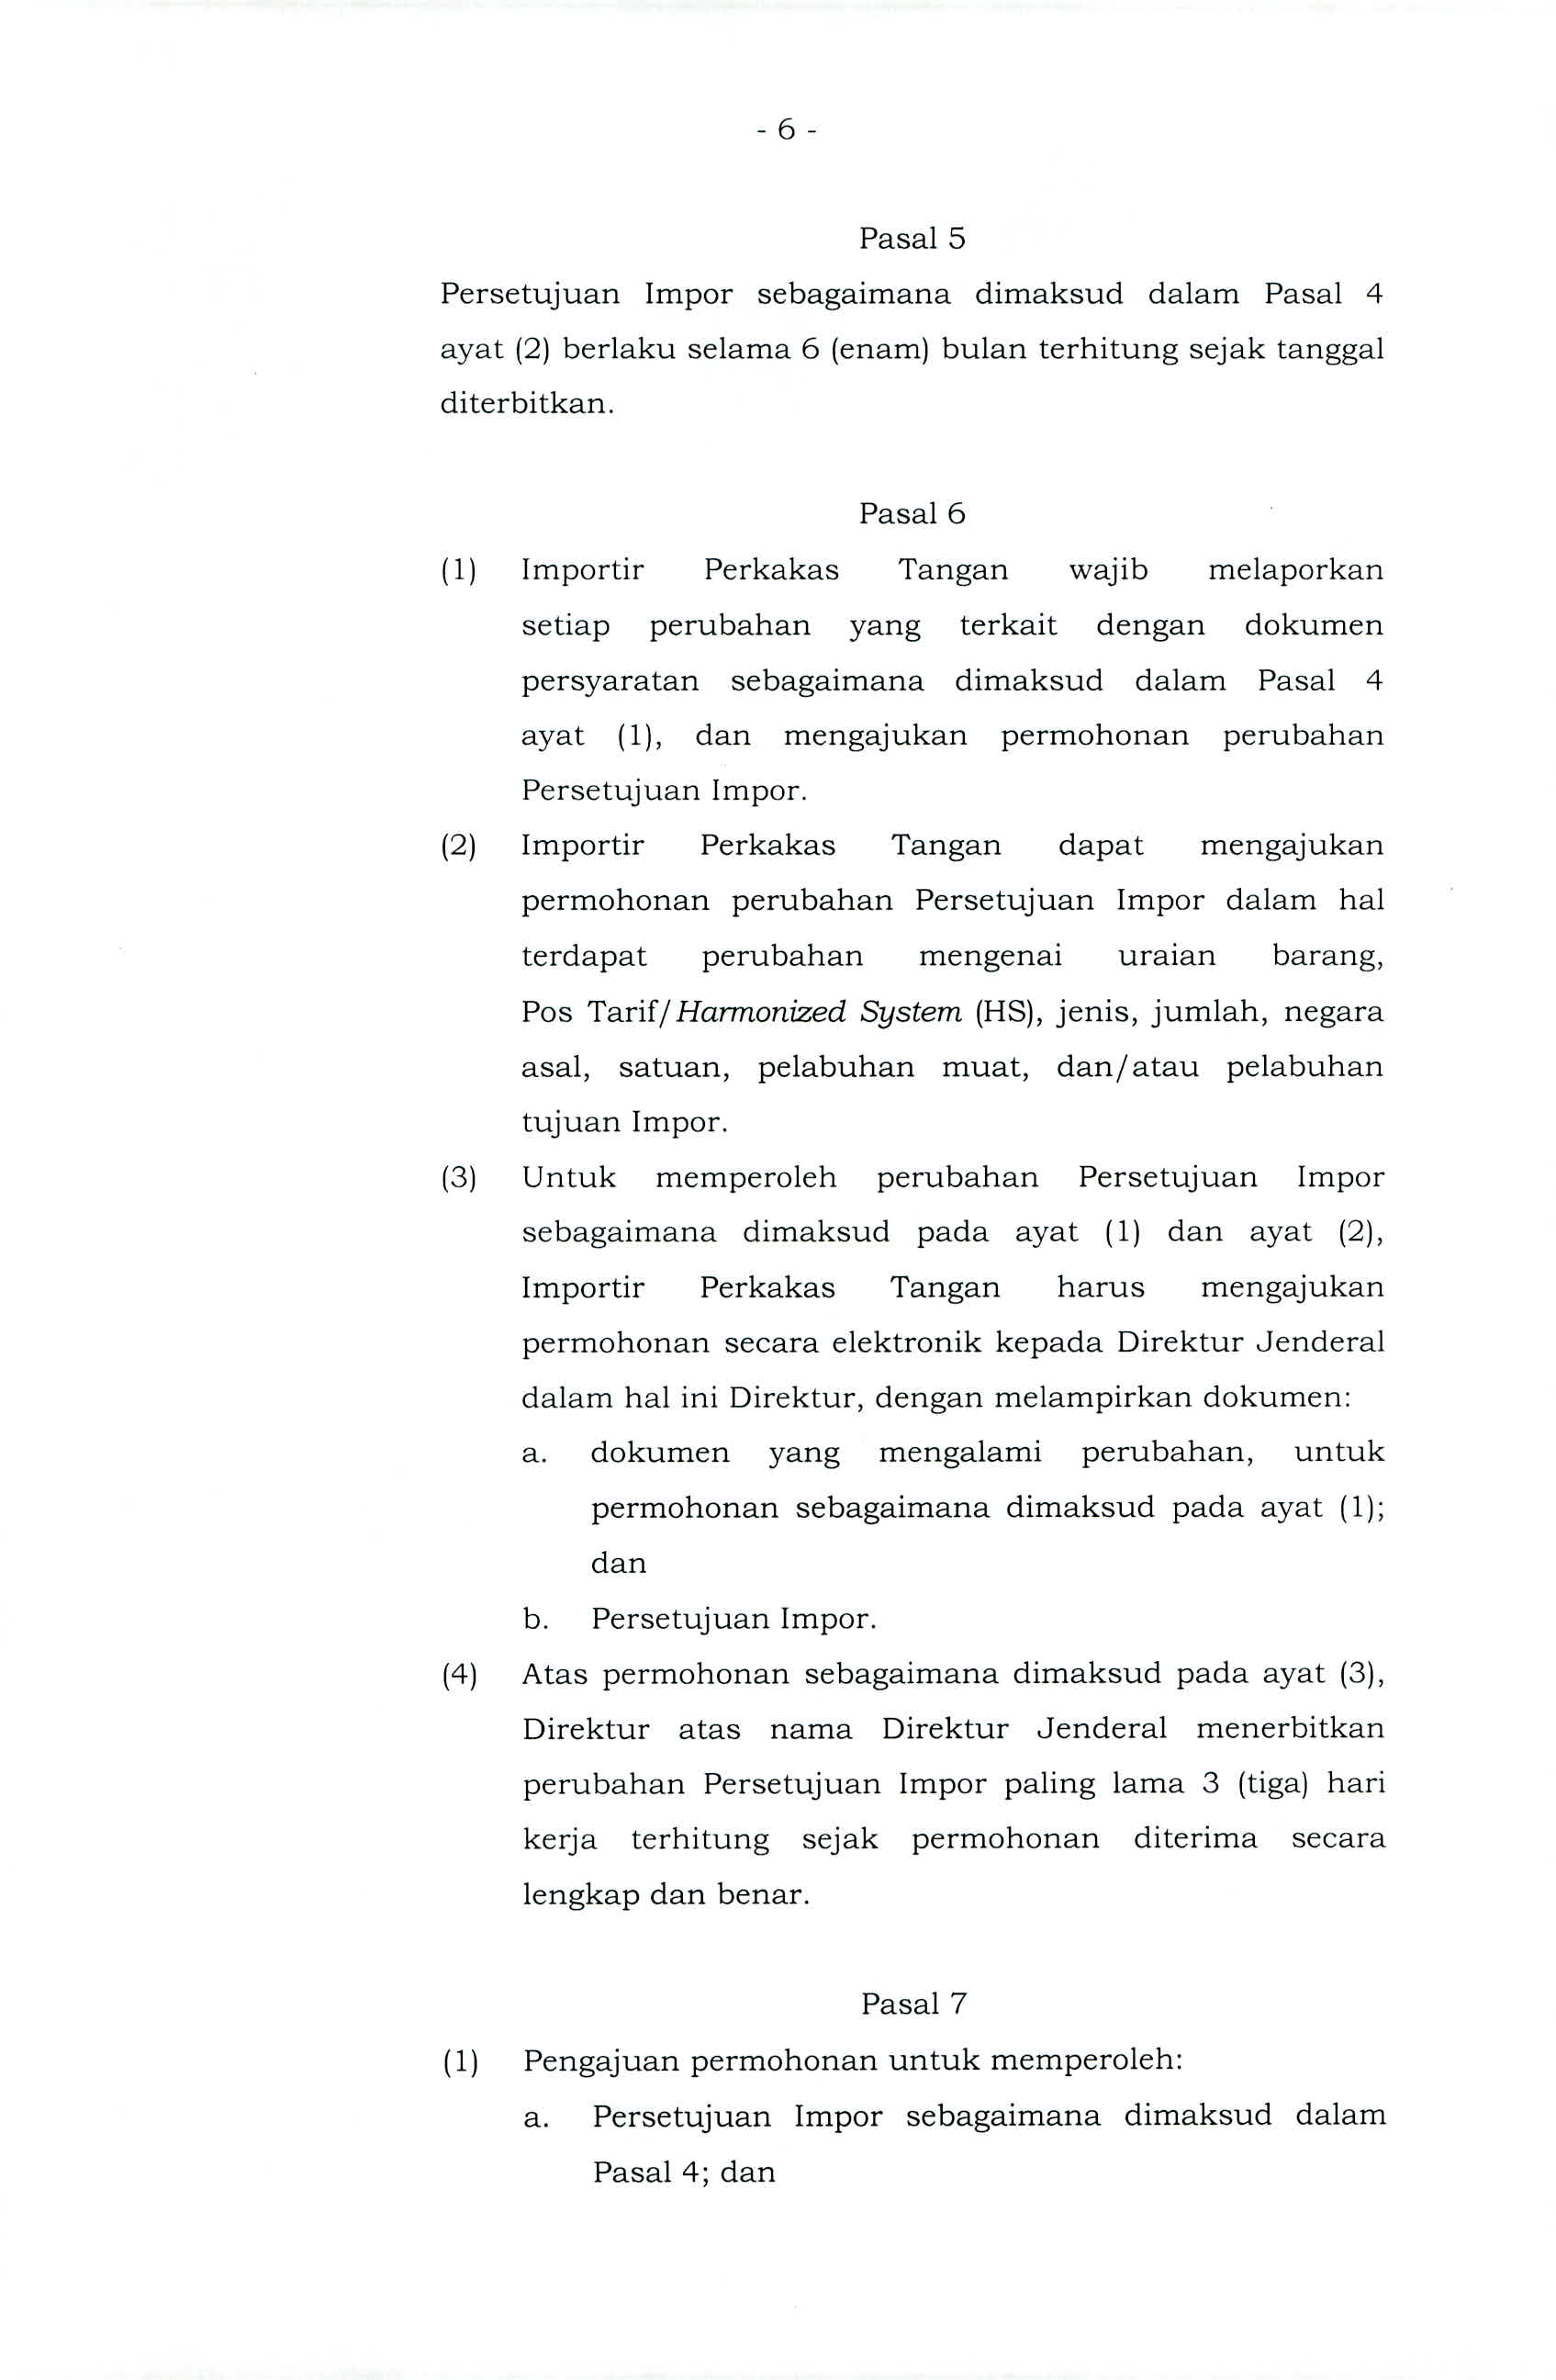 - 6 -
Pasal 5
Persetujuan Impor sebagaimana dimaksud dalam Pasal 4
ayat (2) berlaku selama 6 (enam) bulan terhitung sejak tanggal
diterbitkan.
Pasal 6
(1) Importir Perkakas Tangan wajib melaporkan
setiap perubahan yang terkait dengan dokumen
persyaratan sebagaimana dimaksud dalam Pasal 4
ayat (1), dan mengajukan permohonan perubahan
Persetujuan Impor.
(2) Importir Perkakas Tangan dapat mengajukan
permohonan perubahan Persetujuan Impor dalam hal
terdapat perubahan mengenai uraian barang,
Pos Tarif/Harmonized System (HS), jenis, jumlah, negara
asal, satuan, pelabuhan muat, dan/atau pelabuhan
tujuan Impor.
(3) Untuk memperoleh perubahan Persetujuan Impor
sebagaimana dimaksud pada ayat (1) dan ayat (2),
Importir Perkakas Tangan harus mengajukan
permohonan secara elektronik kepada Direktur Jenderal
dalam hal ini Direktur, dengan melampirkan dokumen:
a. dokumen yang mengalami perubahan, untuk
permohonan sebagaimana dimaksud pada ayat (1);
dan
b. Persetujuan Impor.
(4) Atas permohonan sebagaimana dimaksud pada ayat (3),
Direktur atas nama Direktur Jenderal menerbitkan
perubahan Persetujuan Impor paling lama 3 (tiga) hari
kerja terhitung sejak permohonan diterima secara
lengkap dan benar.
Pasal 7
(1) Pengajuan permohonan untuk memperoleh:
a. Persetujuan Impor sebagaimana dimaksud dalam
Pasal 4; dan